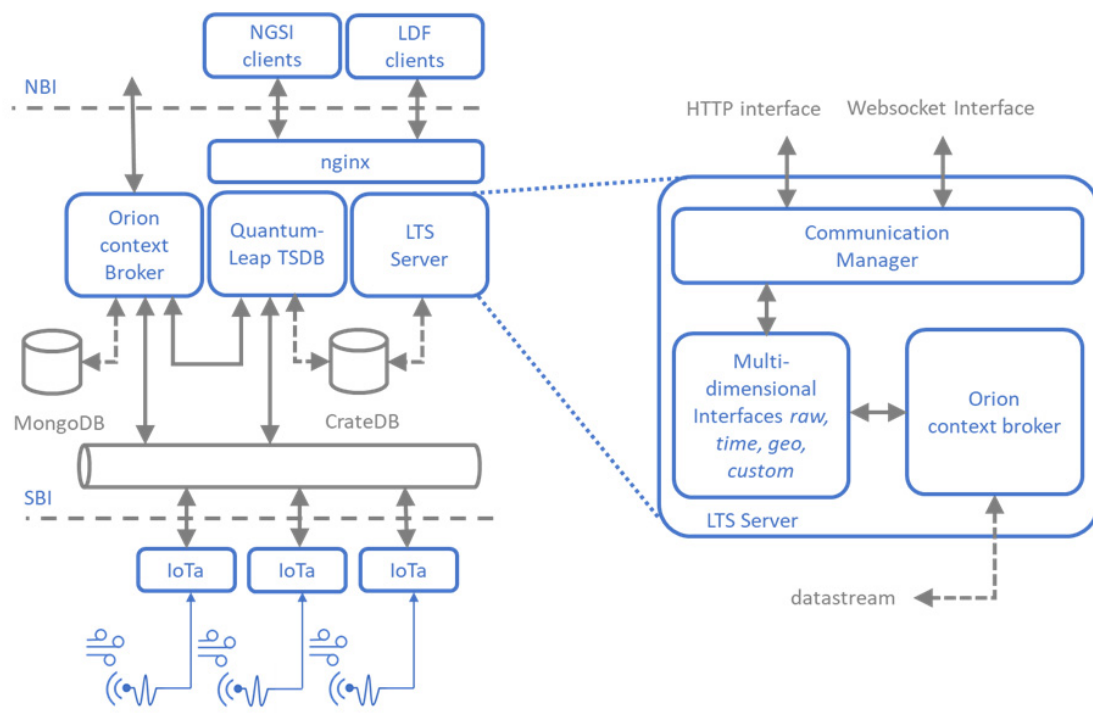 NGSI
clients
LDF
clients
NBI
nginx
Orion
context
Broker
Quantum-
Leap TSDB
LTS
Server
MongoDB
CrateDB
SBI
IoTa
IoTa
IoTa
HTTP interface
Websocket Interface
Communication
Manager
Multi-
dimensional
Interfaces raw,
time, geo,
custom
Orion
context broker
LTS Server
datastream